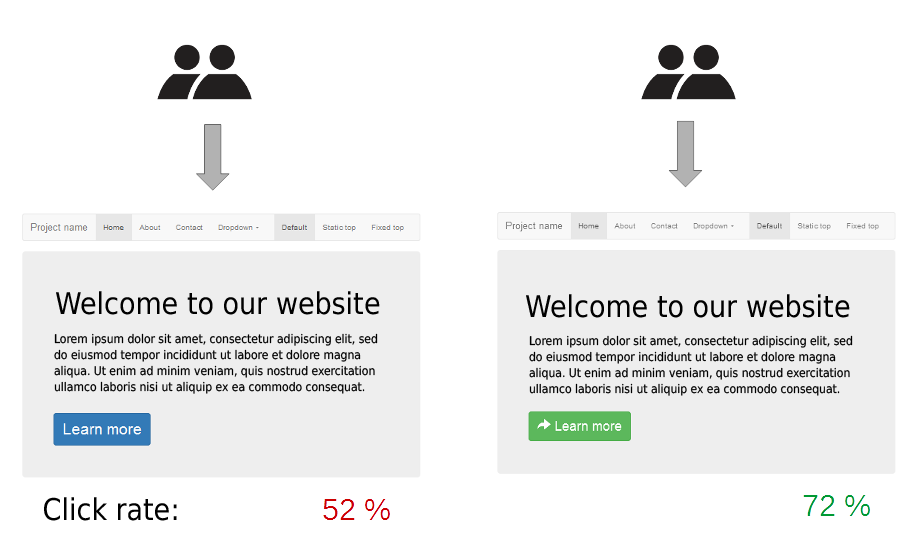 Project name Home About Contact Dropdown Default Static top Fixed top
Welcome to our website
Lorem ipsum dolor sit amet, consectetur adipiscing elit, sed
do eiusmod tempor incididunt ut labore et dolore magna
aliqua. Ut enim ad minim veniam, quis nostrud exercitation
ullamco laboris nisi ut aliquip ex ea commodo consequat.
Learn more
Click rate: 52 %
Project name Home About Contact Dropdown Default Static top Fixed top
Welcome to our website
Lorem ipsum dolor sit amet, consectetur adipiscing elit, sed
do eiusmod tempor incididunt ut labore et dolore magna
aliqua. Ut enim ad minim veniam, quis nostrud exercitation
ullamco laboris nisi ut aliquip ex ea commodo consequat.
Learn more
72 %